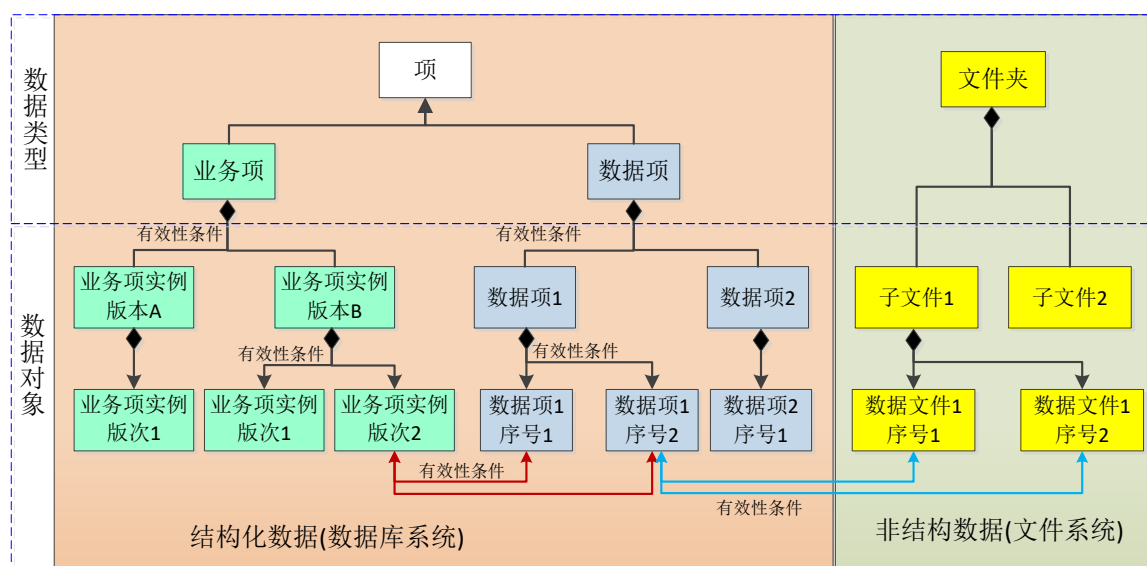 数据类型
项
文件夹
业务项
数据项
数据对象
有效性条件
有效性条件
业务项实例
版本A
业务项实例
版本B
数据项1
数据项2
子文件1
子文件2
有效性条件
有效性条件
业务项实例
版次1
业务项实例
版次1
业务项实例
版次2
数据项1
序号1
数据项1
序号2
数据项2
序号1
数据文件1
序号1
数据文件1
序号2
有效性条件
有效性条件
结构化数据(数据库系统)
非结构数据(文件系统)